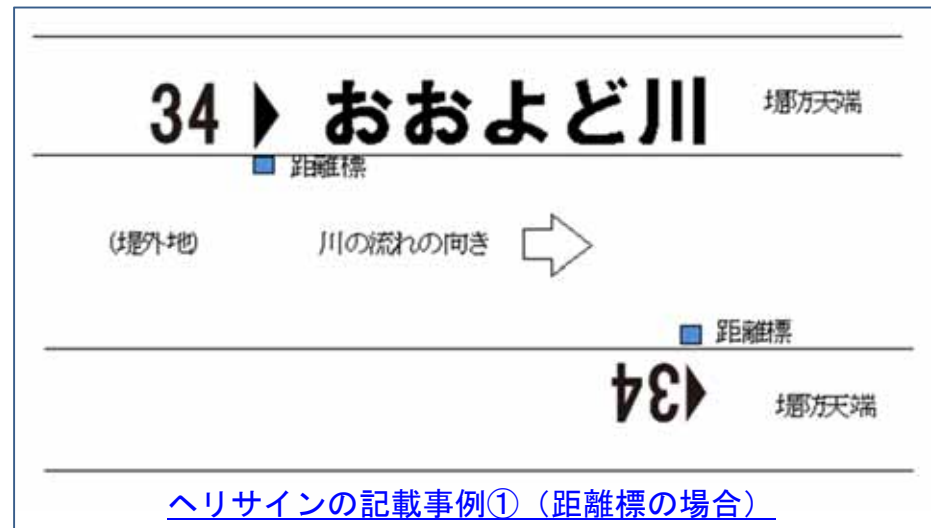 34 ▶ おおよど川 堤防天端
距離標
(堤外地) 川の流れの向き
距離標
34 堤防天端
ヘリサインの記載事例①（距離標の場合）